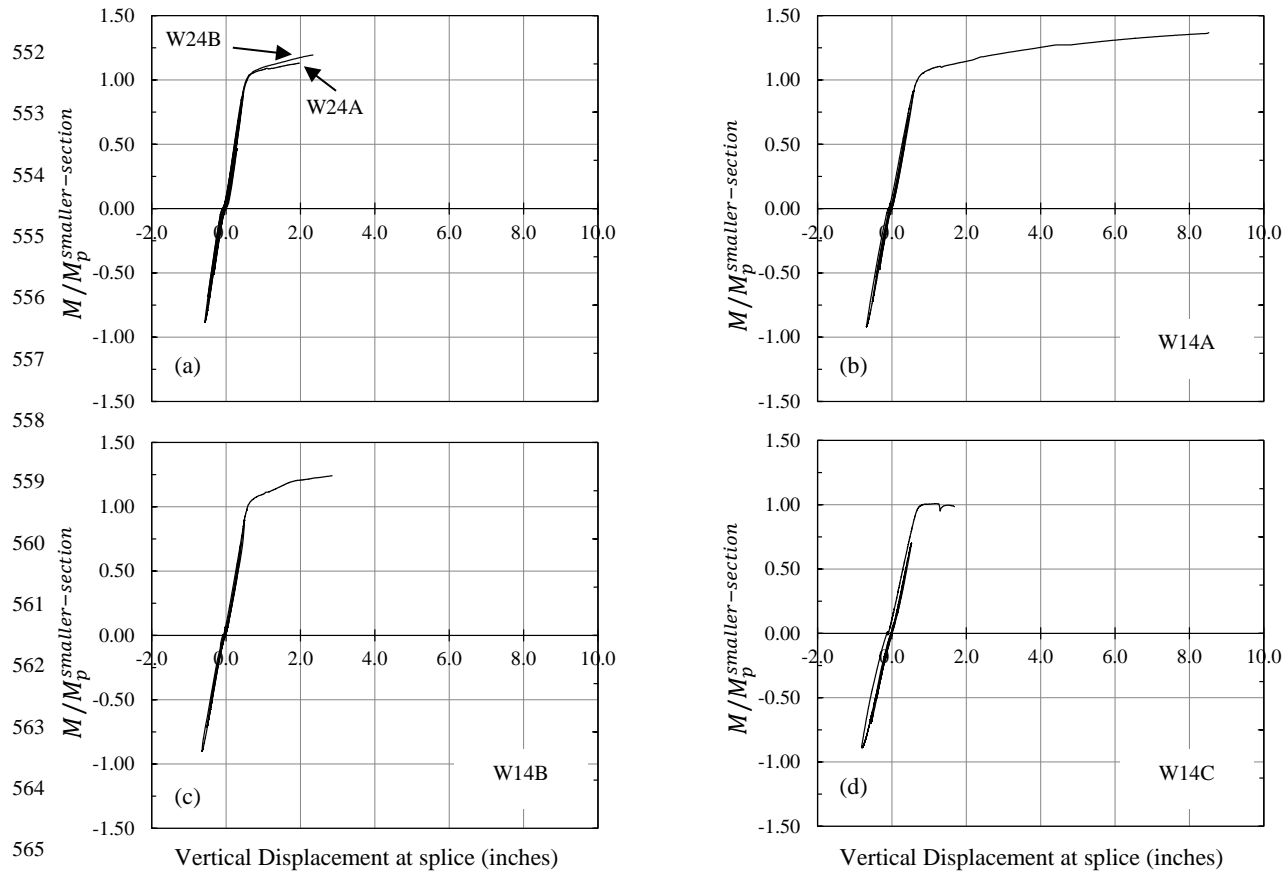 552
553
554
555
556
557
558
559
560
561
562
563
564
565
1.50
1.00
0.50
0.00
-0.50
-1.00
-1.50
-2.0 0.0 2.0 4.0 6.0 8.0 10.0
M/M_p^{smaller-section}
W24B
W24A
(a)
1.50
1.00
0.50
0.00
-0.50
-1.00
-1.50
-2.0 0.0 2.0 4.0 6.0 8.0 10.0
M/M_p^{smaller-section}
W14A
(b)
1.50
1.00
0.50
0.00
-0.50
-1.00
-1.50
-2.0 0.0 2.0 4.0 6.0 8.0 10.0
M/M_p^{smaller-section}
W14B
(c)
Vertical Displacement at splice (inches)
1.50
1.00
0.50
0.00
-0.50
-1.00
-1.50
-2.0 0.0 2.0 4.0 6.0 8.0 10.0
M/M_p^{smaller-section}
W14C
(d)
Vertical Displacement at splice (inches)